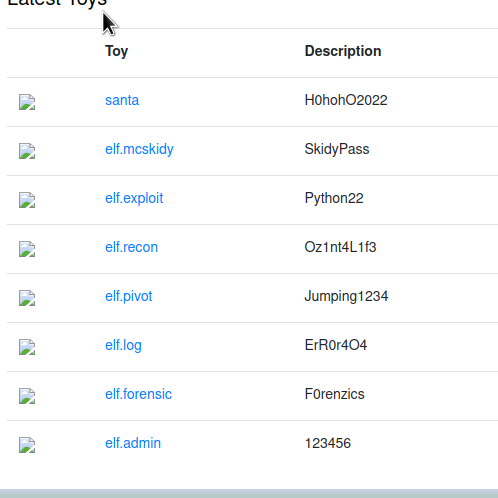 Latest Toys
Toy Description
santa H0hohO2022
elf.mcskidy SkidyPass
elf.exploit Python22
elf.recon Oz1nt4L1f3
elf.pivot Jumping1234
elf.log ErR0r4O4
elf.forensic F0renzics
elf.admin 123456